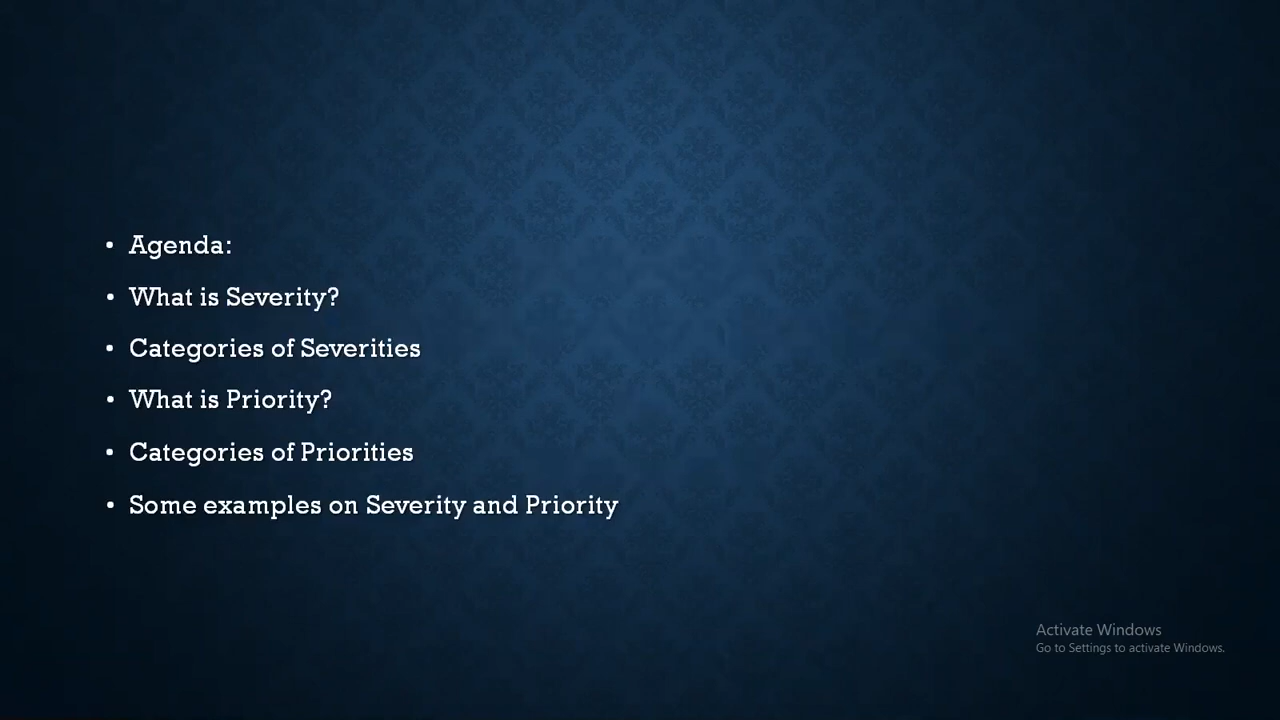 • Agenda:
• What is Severity?
• Categories of Severities
• What is Priority?
• Categories of Priorities
• Some examples on Severity and Priority
Activate Windows
Go to Settings to activate Windows.